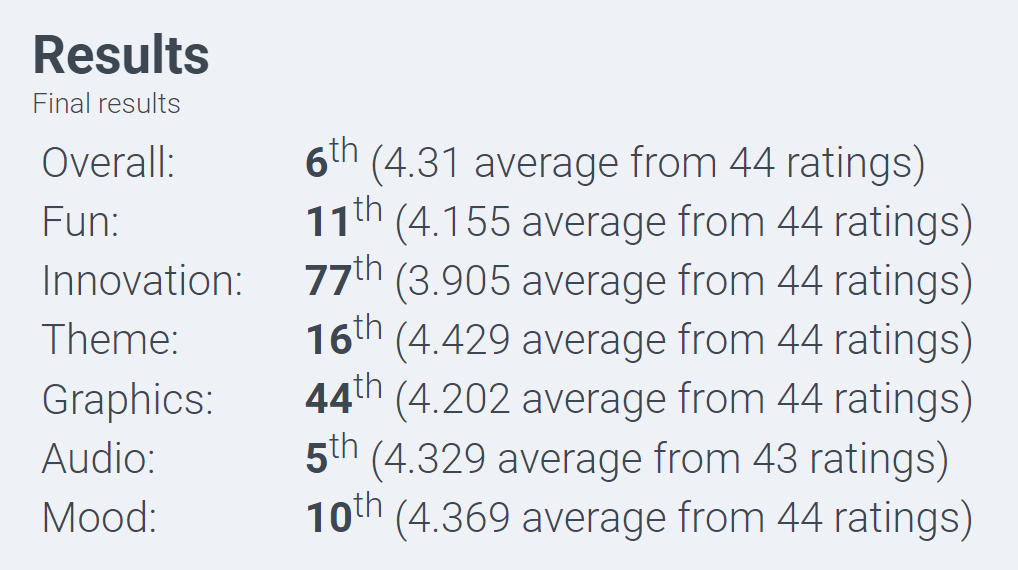 Results
Final results
Overall: 6th (4.31 average from 44 ratings)
Fun: 11th (4.155 average from 44 ratings)
Innovation: 77th (3.905 average from 44 ratings)
Theme: 16th (4.429 average from 44 ratings)
Graphics: 44th (4.202 average from 44 ratings)
Audio: 5th (4.329 average from 43 ratings)
Mood: 10th (4.369 average from 44 ratings)